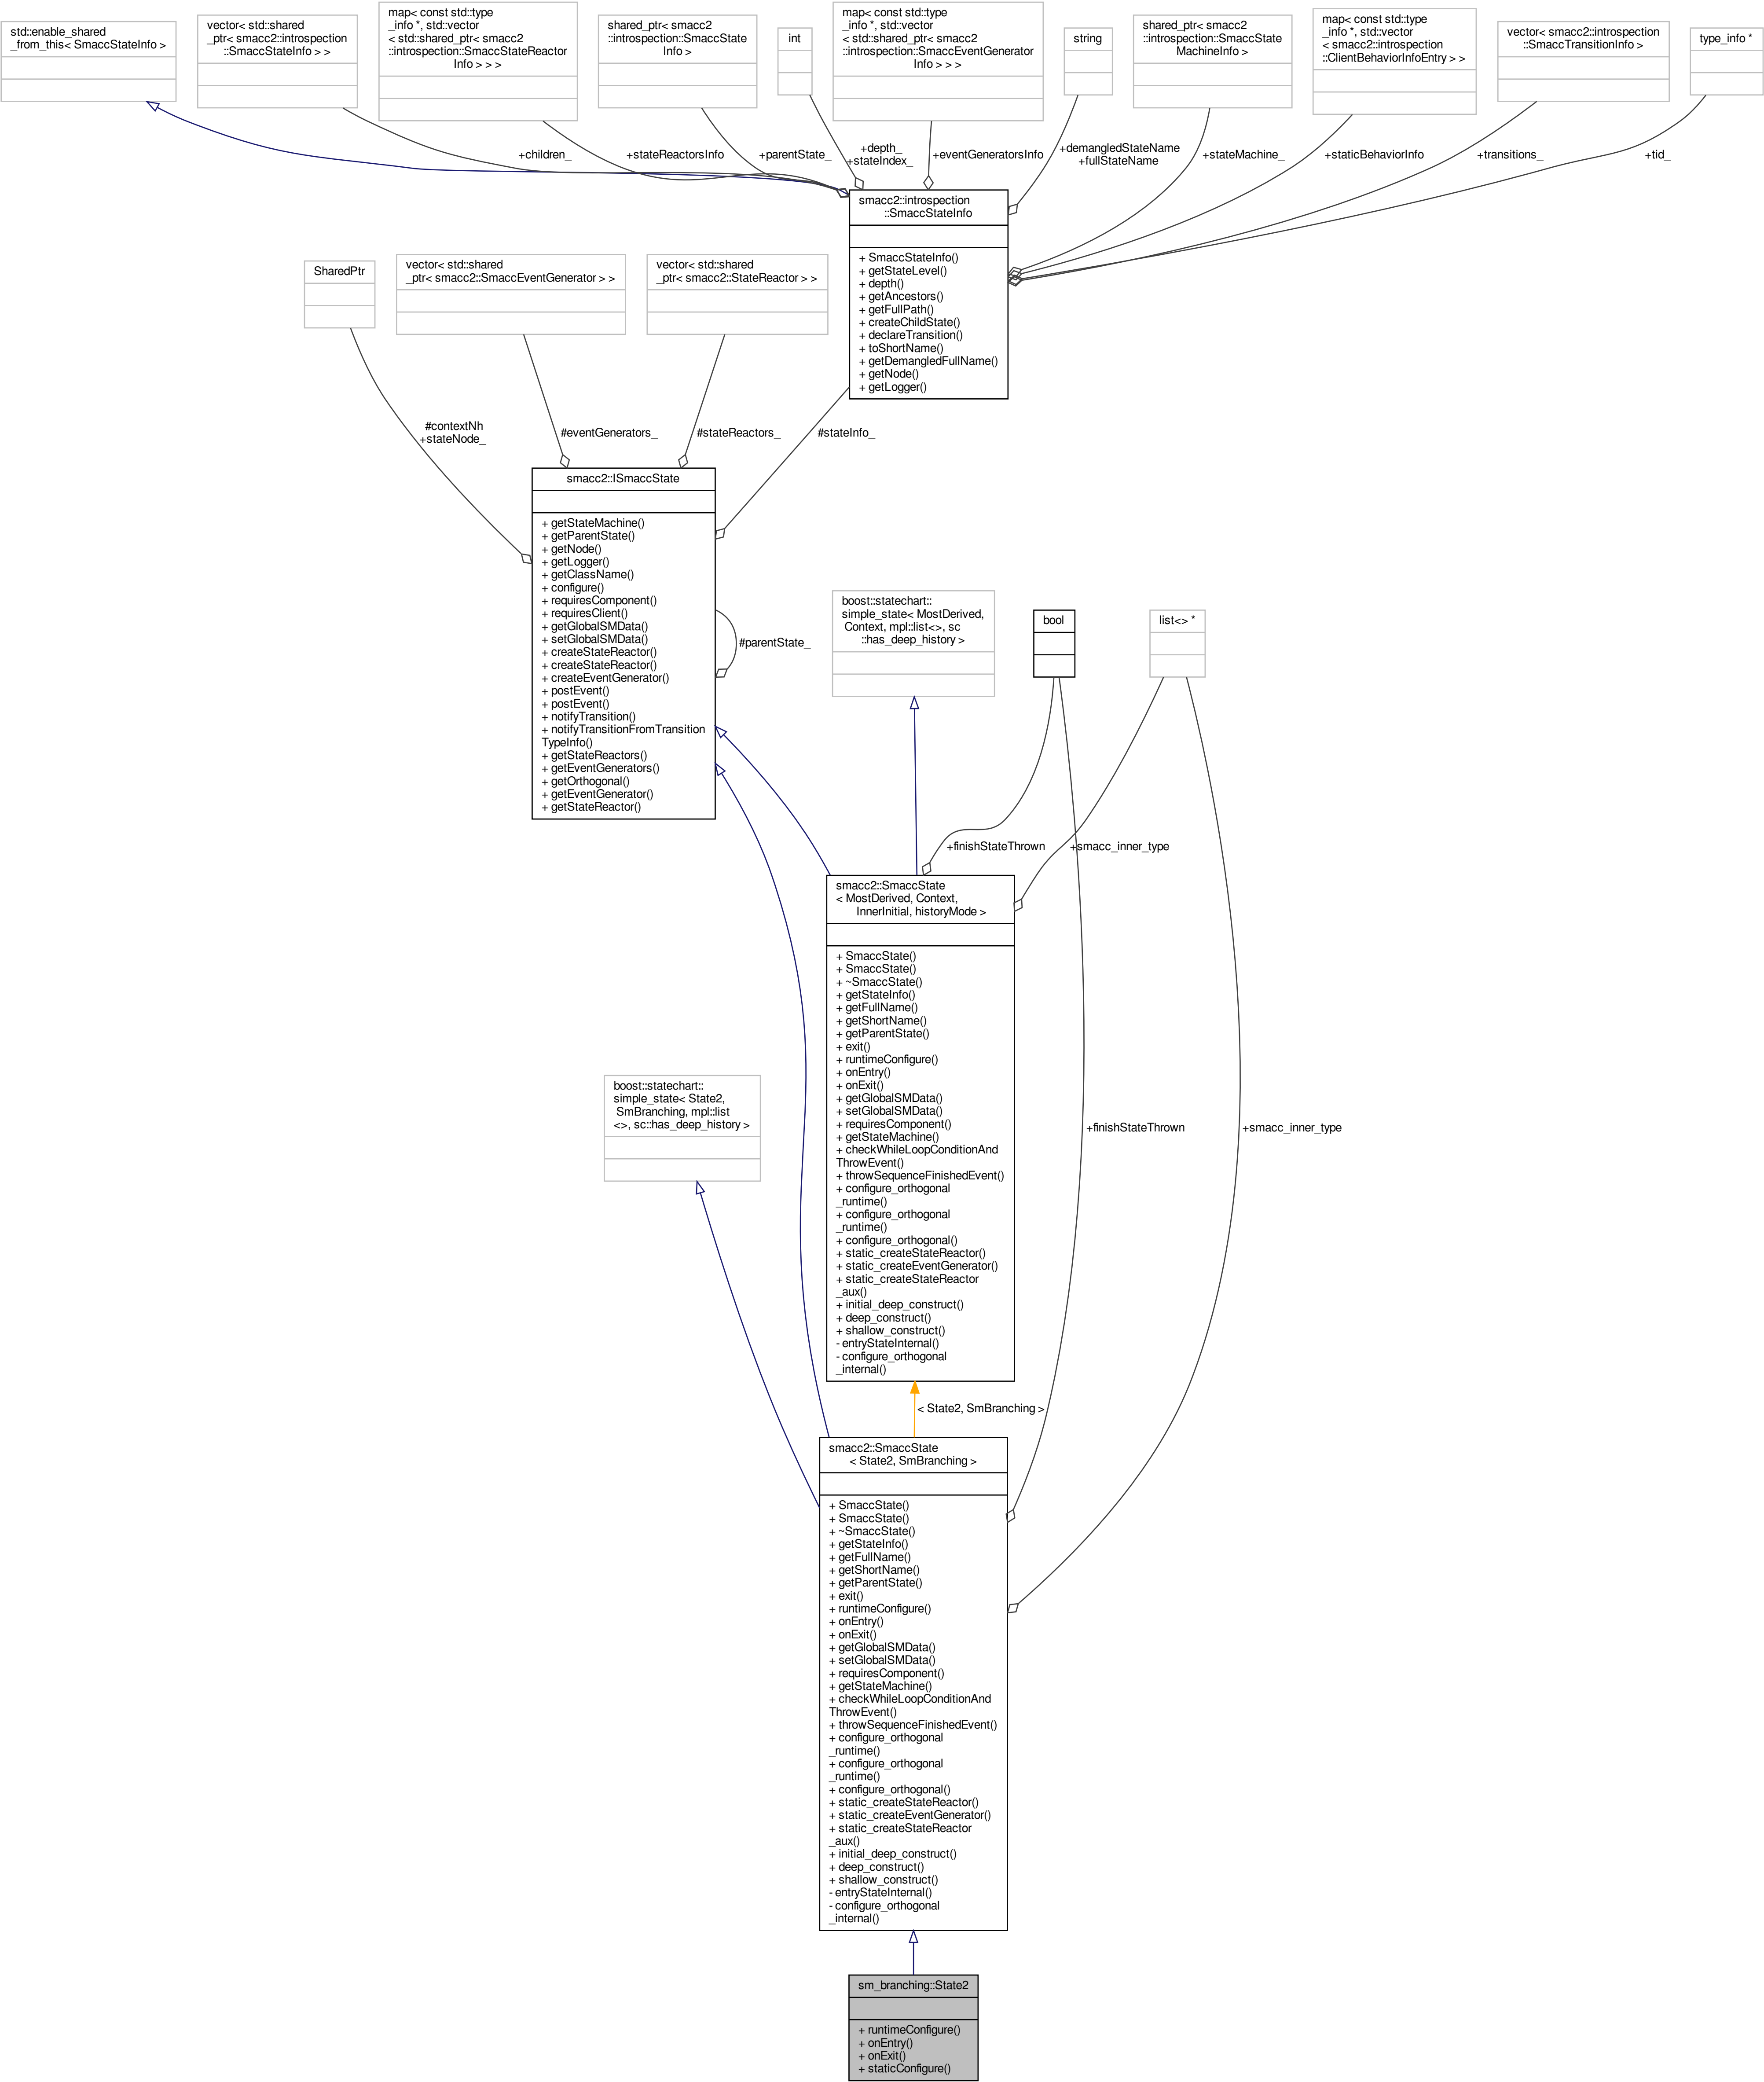 std::enable_shared
_from_this< SmaccStateInfo >
vector< std::shared
_ptr< smacc2::introspection
::SmaccStateInfo > >
map< const std::type
_info *, std::vector
< std::shared_ptr< smacc2
::introspection::SmaccStateReactor
Info > > >
shared_ptr< smacc2
::introspection::SmaccState
Info >
int
map< const std::type
_info *, std::vector
< std::shared_ptr< smacc2
::introspection::SmaccEventGenerator
Info > > >
string
shared_ptr< smacc2
::introspection::SmaccState
MachineInfo >
map< const std::type
_info *, std::vector
< smacc2::introspection
::ClientBehaviorInfoEntry > >
vector< smacc2::introspection
::SmaccTransitionInfo >
type_info *
+children_
+stateReactorsInfo
+parentState_
+depth_
+stateIndex_
+eventGeneratorsInfo
+demangledStateName
+fullStateName
+stateMachine_
+staticBehaviorInfo
+transitions_
+tid_
smacc2::introspection
::SmaccStateInfo
+ SmaccStateInfo()
+ getStateLevel()
+ depth()
+ getAncestors()
+ getFullPath()
+ createChildState()
+ declareTransition()
+ toShortName()
+ getDemangledFullName()
+ getNode()
+ getLogger()
SharedPtr
vector< std::shared
_ptr< smacc2::SmaccEventGenerator > >
vector< std::shared
_ptr< smacc2::StateReactor > >
#contextNh
+stateNode_
#eventGenerators_
#stateReactors_
#stateInfo_
smacc2::ISmaccState
+ getStateMachine()
+ getParentState()
+ getNode()
+ getLogger()
+ getClassName()
+ configure()
+ requiresComponent()
+ requiresClient()
+ getGlobalSMData()
+ setGlobalSMData()
+ createStateReactor()
+ createStateReactor()
+ createEventGenerator()
+ postEvent()
+ postEvent()
+ notifyTransition()
+ notifyTransitionFromTransition
TypeInfo()
+ getStateReactors()
+ getEventGenerators()
+ getOrthogonal()
+ getEventGenerator()
+ getStateReactor()
#parentState_
boost::statechart::
simple_state< MostDerived,
Context, mpl::list<>, sc
::has_deep_history >
bool
list<> *
+finishStateThrown
+smacc_inner_type
smacc2::SmaccState
< MostDerived, Context,
InnerInitial, historyMode >
+ SmaccState()
+ SmaccState()
+ ~SmaccState()
+ getStateInfo()
+ getFullName()
+ getShortName()
+ getParentState()
+ exit()
+ runtimeConfigure()
+ onEntry()
+ onExit()
+ getGlobalSMData()
+ setGlobalSMData()
+ requiresComponent()
+ getStateMachine()
+ checkWhileLoopConditionAnd
ThrowEvent()
+ throwSequenceFinishedEvent()
+ configure_orthogonal
_runtime()
+ configure_orthogonal
_runtime()
+ configure_orthogonal()
+ static_createStateReactor()
+ static_createEventGenerator()
+ static_createStateReactor
_aux()
+ initial_deep_construct()
+ deep_construct()
+ shallow_construct()
- entryStateInternal()
- configure_orthogonal
_internal()
boost::statechart::
simple_state< State2,
SmBranching, mpl::list
<>, sc::has_deep_history >
+finishStateThrown
+smacc_inner_type
< State2, SmBranching >
smacc2::SmaccState
< State2, SmBranching >
+ SmaccState()
+ SmaccState()
+ ~SmaccState()
+ getStateInfo()
+ getFullName()
+ getShortName()
+ getParentState()
+ exit()
+ runtimeConfigure()
+ onEntry()
+ onExit()
+ getGlobalSMData()
+ setGlobalSMData()
+ requiresComponent()
+ getStateMachine()
+ checkWhileLoopConditionAnd
ThrowEvent()
+ throwSequenceFinishedEvent()
+ configure_orthogonal
_runtime()
+ configure_orthogonal
_runtime()
+ configure_orthogonal()
+ static_createStateReactor()
+ static_createEventGenerator()
+ static_createStateReactor
_aux()
+ initial_deep_construct()
+ deep_construct()
+ shallow_construct()
- entryStateInternal()
- configure_orthogonal
_internal()
sm_branching::State2
+ runtimeConfigure()
+ onEntry()
+ onExit()
+ staticConfigure()